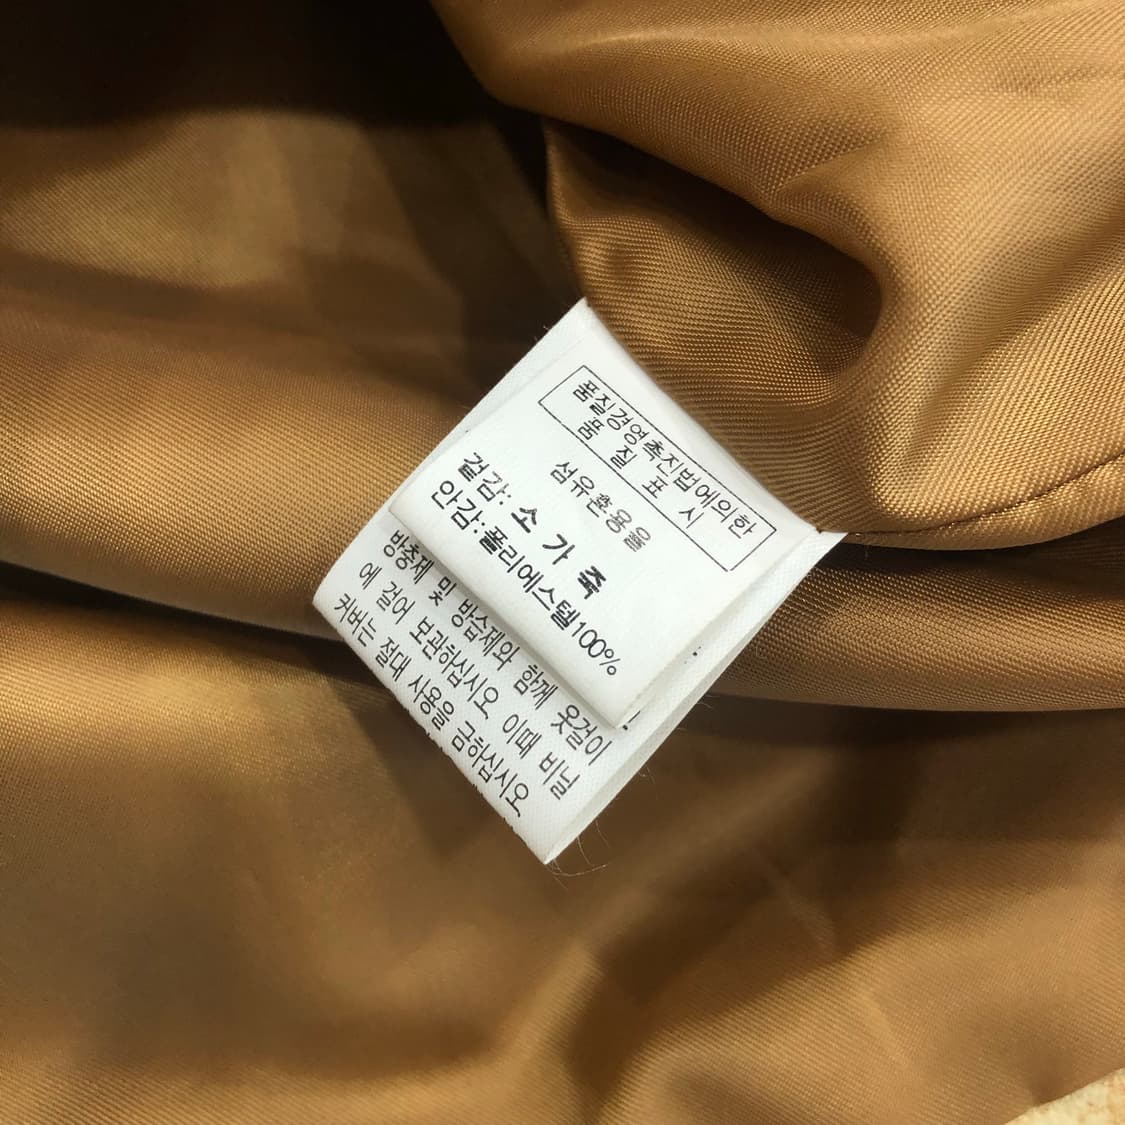 품질경영촉진법에의한
품 질 표 시
섬유혼용율
겉감: 소 가 죽
안감:폴리에스텔100%
방충제 및 방습제와 함께 옷걸이
에 걸어 보관하십시오 이때 비닐
커버는 절대 사용을 금하십시오